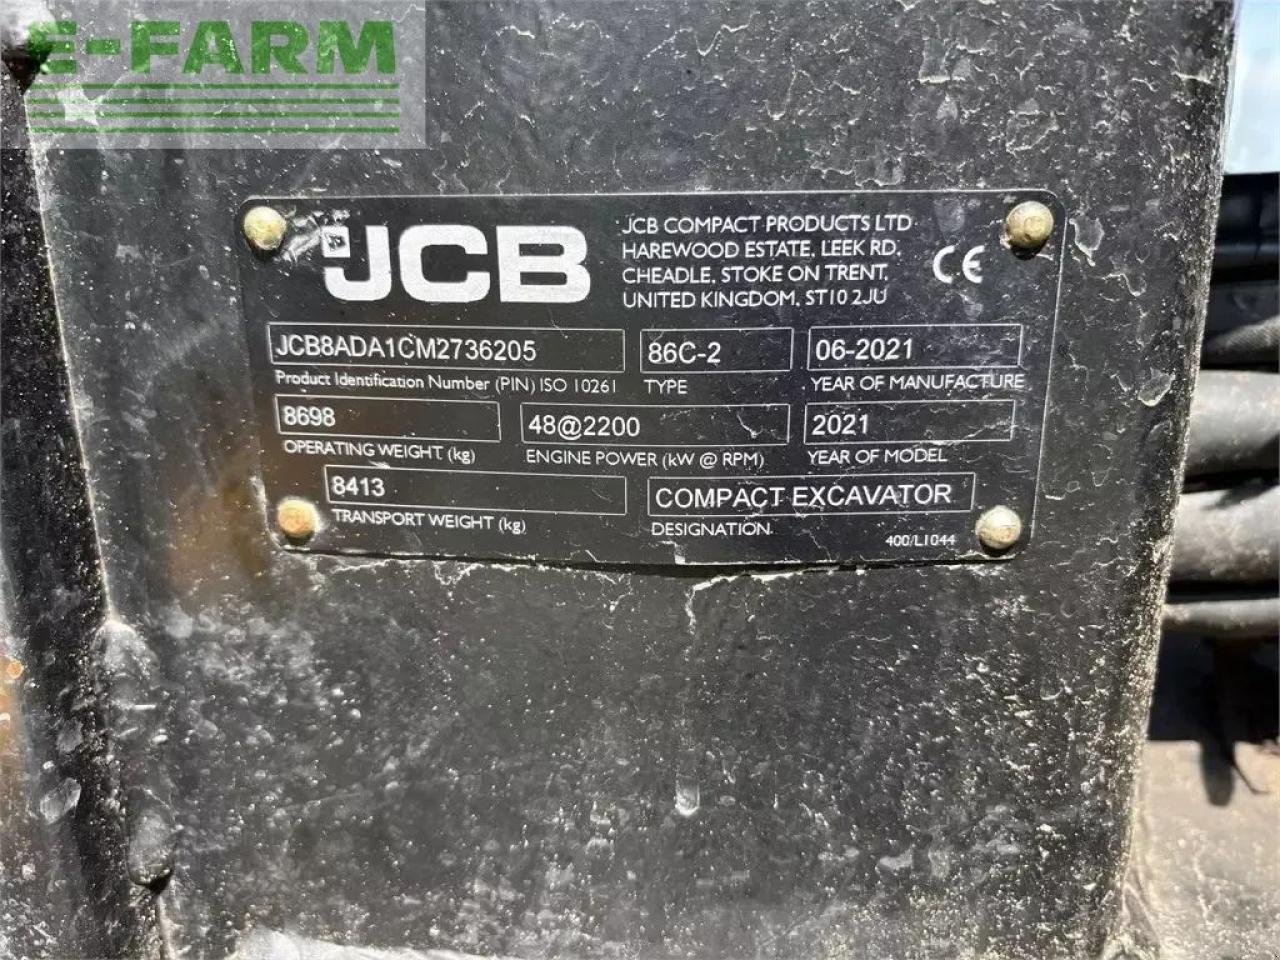 E-FARM
JCB
JCB COMPACT PRODUCTS LTD
HAREWOOD ESTATE, LEEK RD,
CHEADLE, STOKE ON TRENT,
UNITED KINGDOM, ST10 2JU
CE
JCB8ADA1CM2736205
86C-2
06-2021
Product Identification Number (PIN) ISO 10261
TYPE
YEAR OF MANUFACTURE
8698
48@2200
2021
OPERATING WEIGHT (kg)
ENGINE POWER (kW @ RPM)
YEAR OF MODEL
8413
COMPACT EXCAVATOR
TRANSPORT WEIGHT (kg)
DESIGNATION
400/L1044